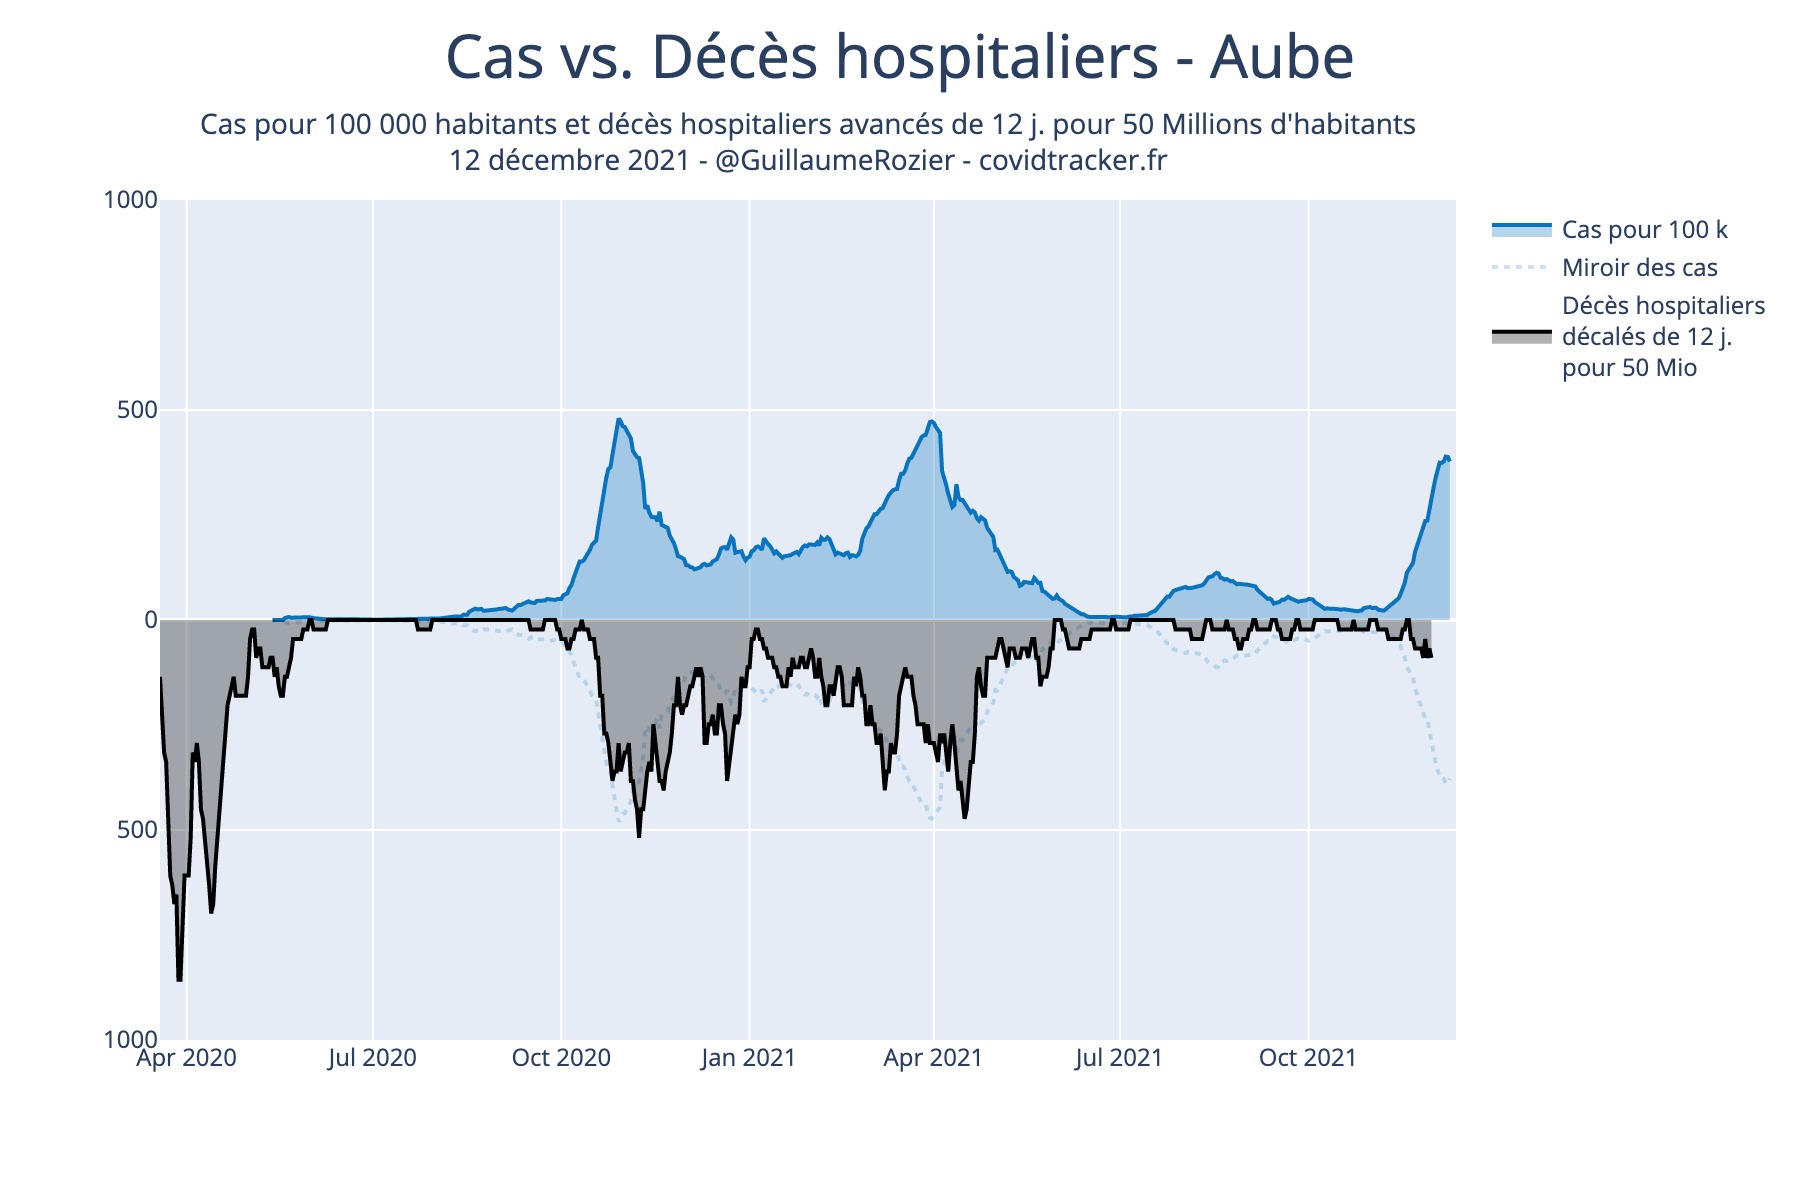 Cas vs. Décès hospitaliers - Aube
Cas pour 100 000 habitants et décès hospitaliers avancés de 12 j. pour 50 Millions d'habitants
12 décembre 2021 - @GuillaumeRozier - covidtracker.fr
1000
500
0
500
1000
Apr 2020
Jul 2020
Oct 2020
Jan 2021
Apr 2021
Jul 2021
Oct 2021
Cas pour 100 k
Miroir des cas
Décès hospitaliers
décalés de 12 j.
pour 50 Mio